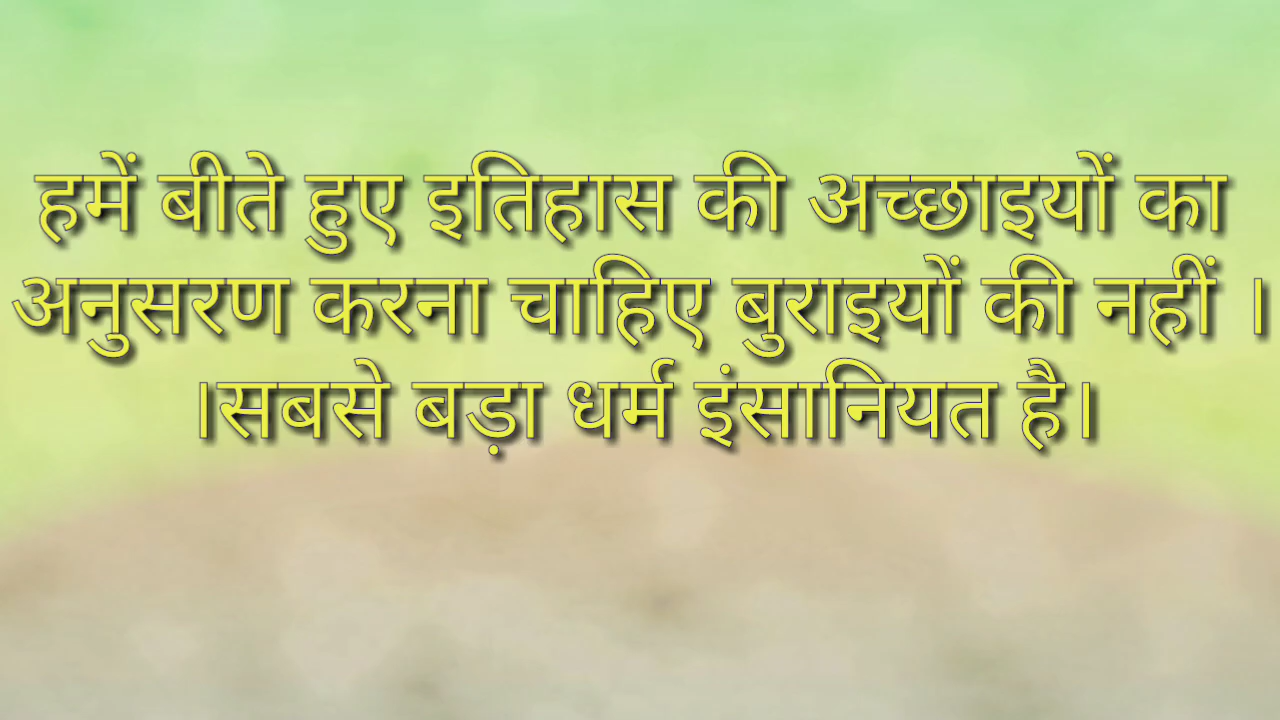 हमें बीते हुए इतिहास की अच्छाइयों का
अनुसरण करना चाहिए बुराइयों की नहीं ।
।सबसे बड़ा धर्म इंसानियत है।